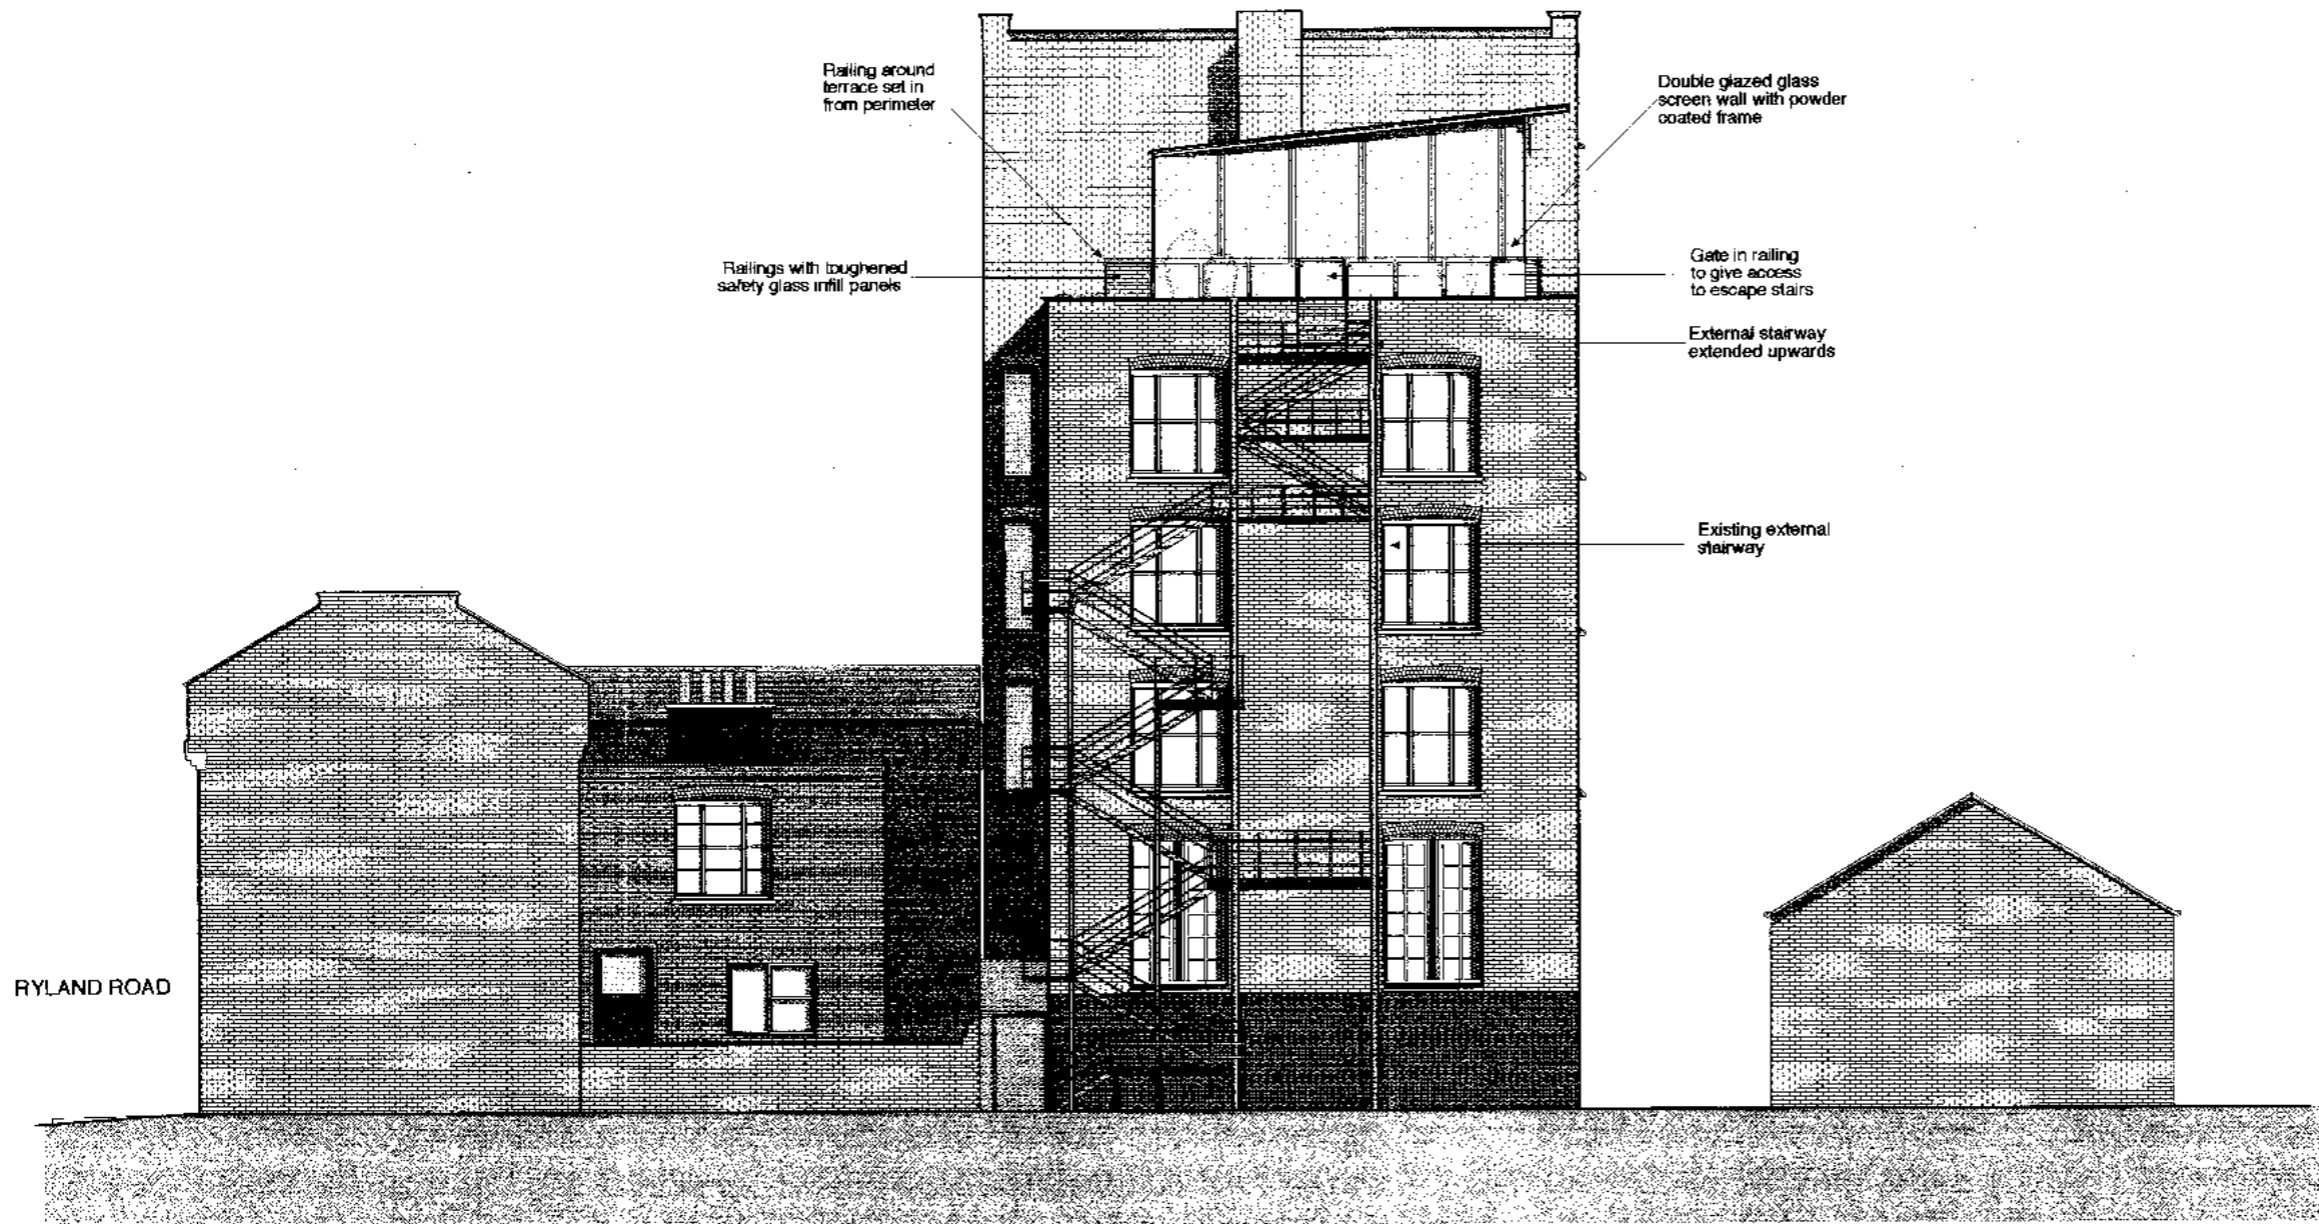 Railing around
terrace set in
from perimeter
Double glazed glass
screen wall with powder
coated frame
Railings with toughened
safety glass infill panels
Gate in railing
to give access
to escape stairs
External stairway
extended upwards
Existing external
stairway
RYLAND ROAD